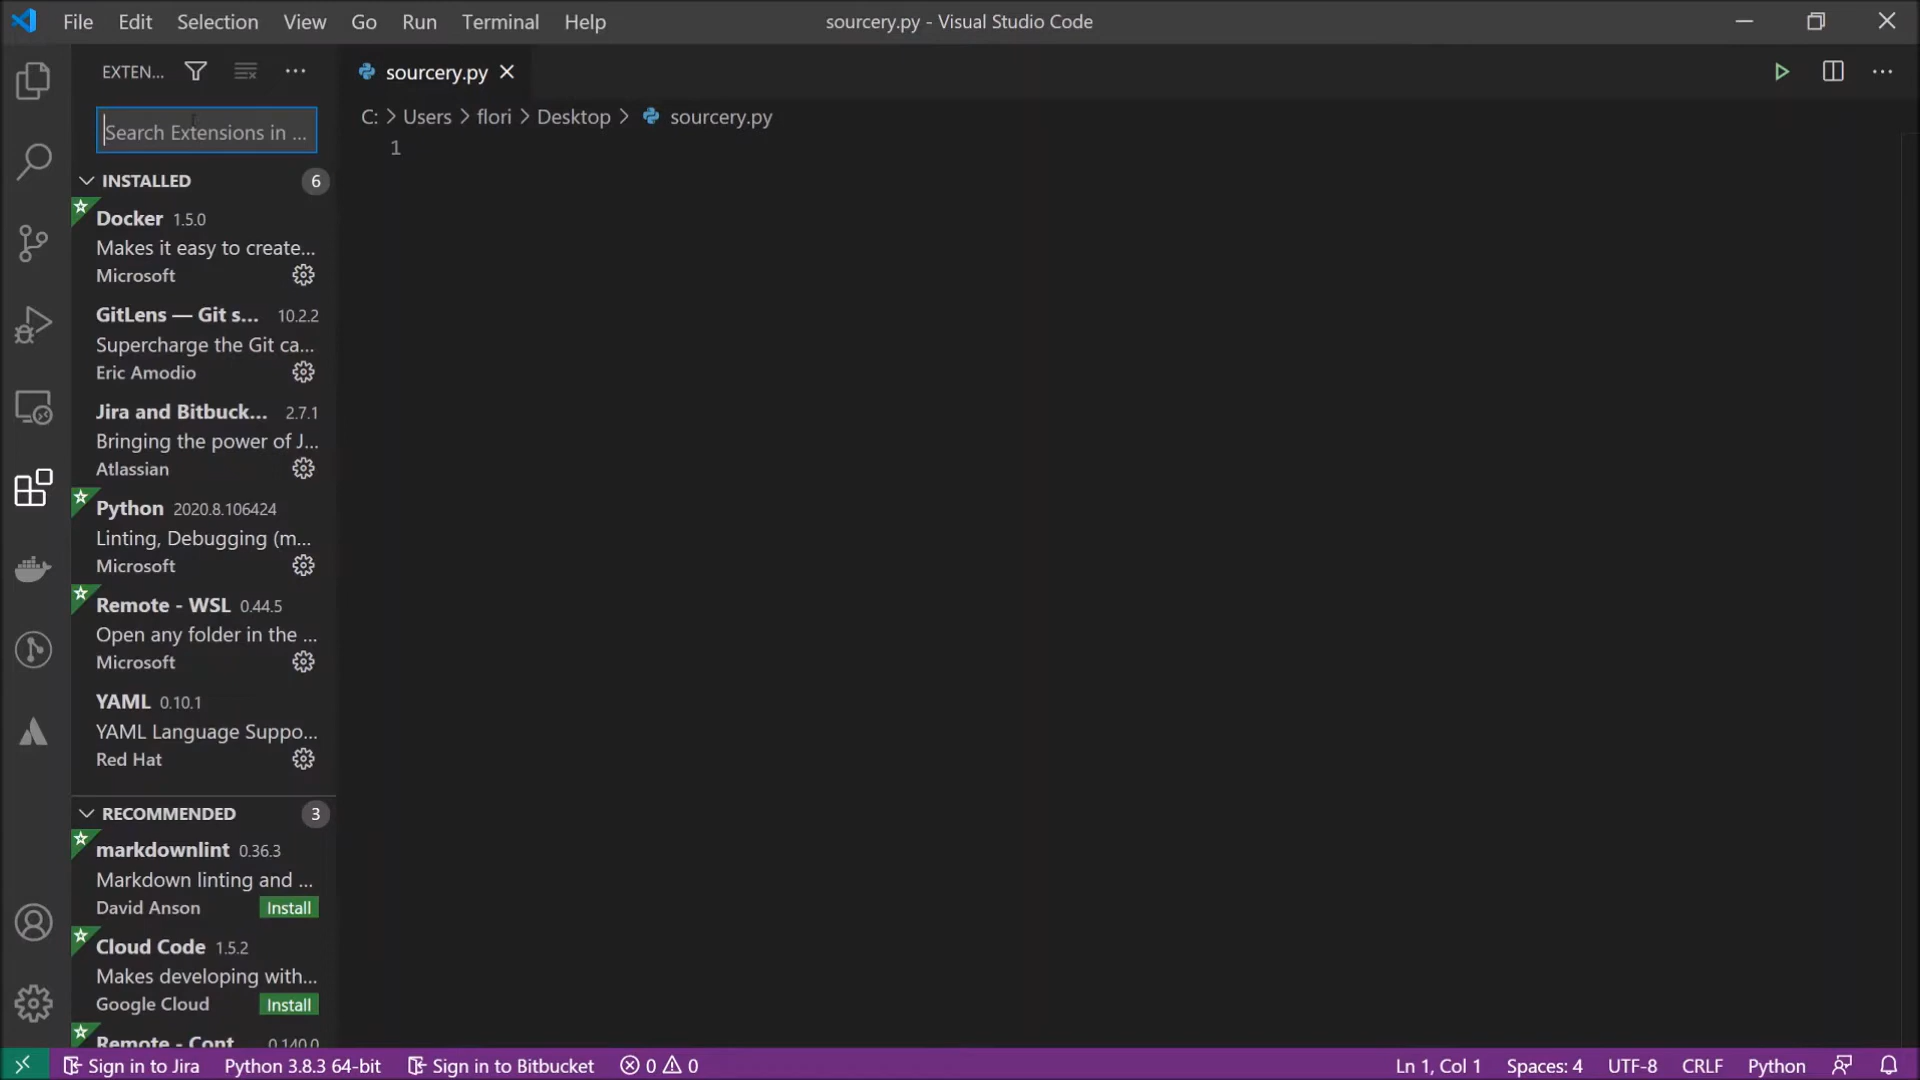 File Edit Selection View Go Run Terminal Help
sourcery.py - Visual Studio Code
EXTEN...
Search Extensions in ...
INSTALLED 6
Docker 1.5.0
Makes it easy to create...
Microsoft
GitLens — Git s... 10.2.2
Supercharge the Git ca...
Eric Amodio
Jira and Bitbuck... 2.7.1
Bringing the power of J...
Atlassian
Python 2020.8.106424
Linting, Debugging (m...
Microsoft
Remote - WSL 0.44.5
Open any folder in the ...
Microsoft
YAML 0.10.1
YAML Language Suppo...
Red Hat
RECOMMENDED 3
markdownlint 0.36.3
Markdown linting and ...
David Anson Install
Cloud Code 1.5.2
Makes developing with...
Google Cloud Install
Remote - Cont... 0.140.0
sourcery.py
C: > Users > flori > Desktop > sourcery.py
1
Sign in to Jira Python 3.8.3 64-bit Sign in to Bitbucket 0 0 Ln 1, Col 1 Spaces: 4 UTF-8 CRLF Python